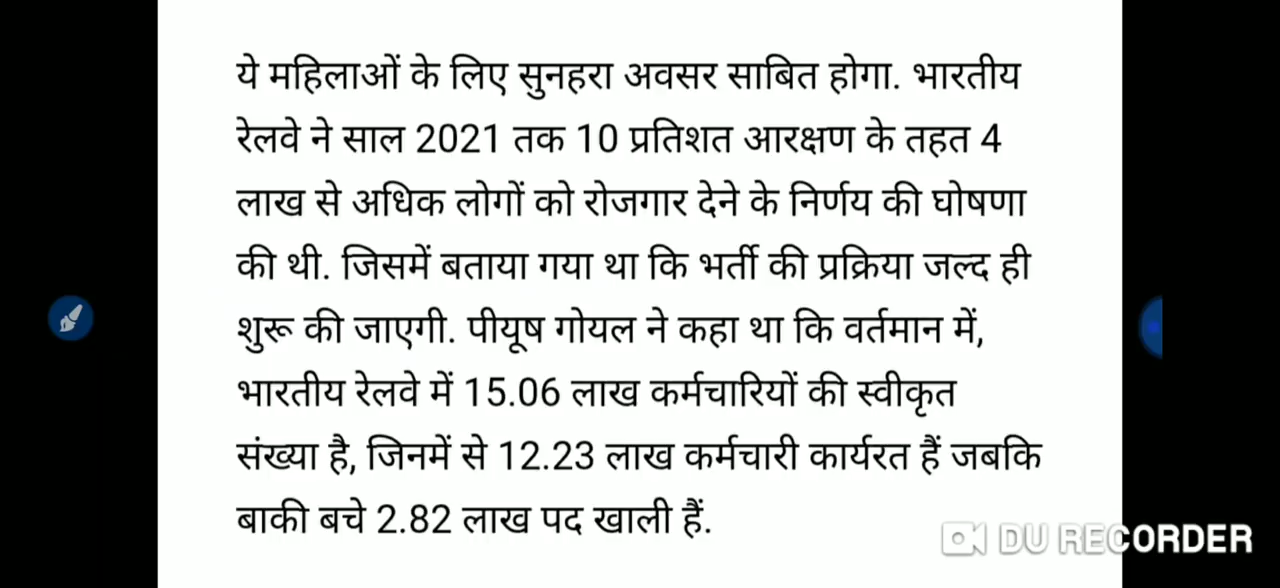 ये महिलाओं के लिए सुनहरा अवसर साबित होगा. भारतीय
रेलवे ने साल 2021 तक 10 प्रतिशत आरक्षण के तहत 4
लाख से अधिक लोगों को रोजगार देने के निर्णय की घोषणा
की थी. जिसमें बताया गया था कि भर्ती की प्रक्रिया जल्द ही
शुरू की जाएगी. पीयूष गोयल ने कहा था कि वर्तमान में,
भारतीय रेलवे में 15.06 लाख कर्मचारियों की स्वीकृत
संख्या है, जिनमें से 12.23 लाख कर्मचारी कार्यरत हैं जबकि
बाकी बचे 2.82 लाख पद खाली हैं.
DU RECORDER